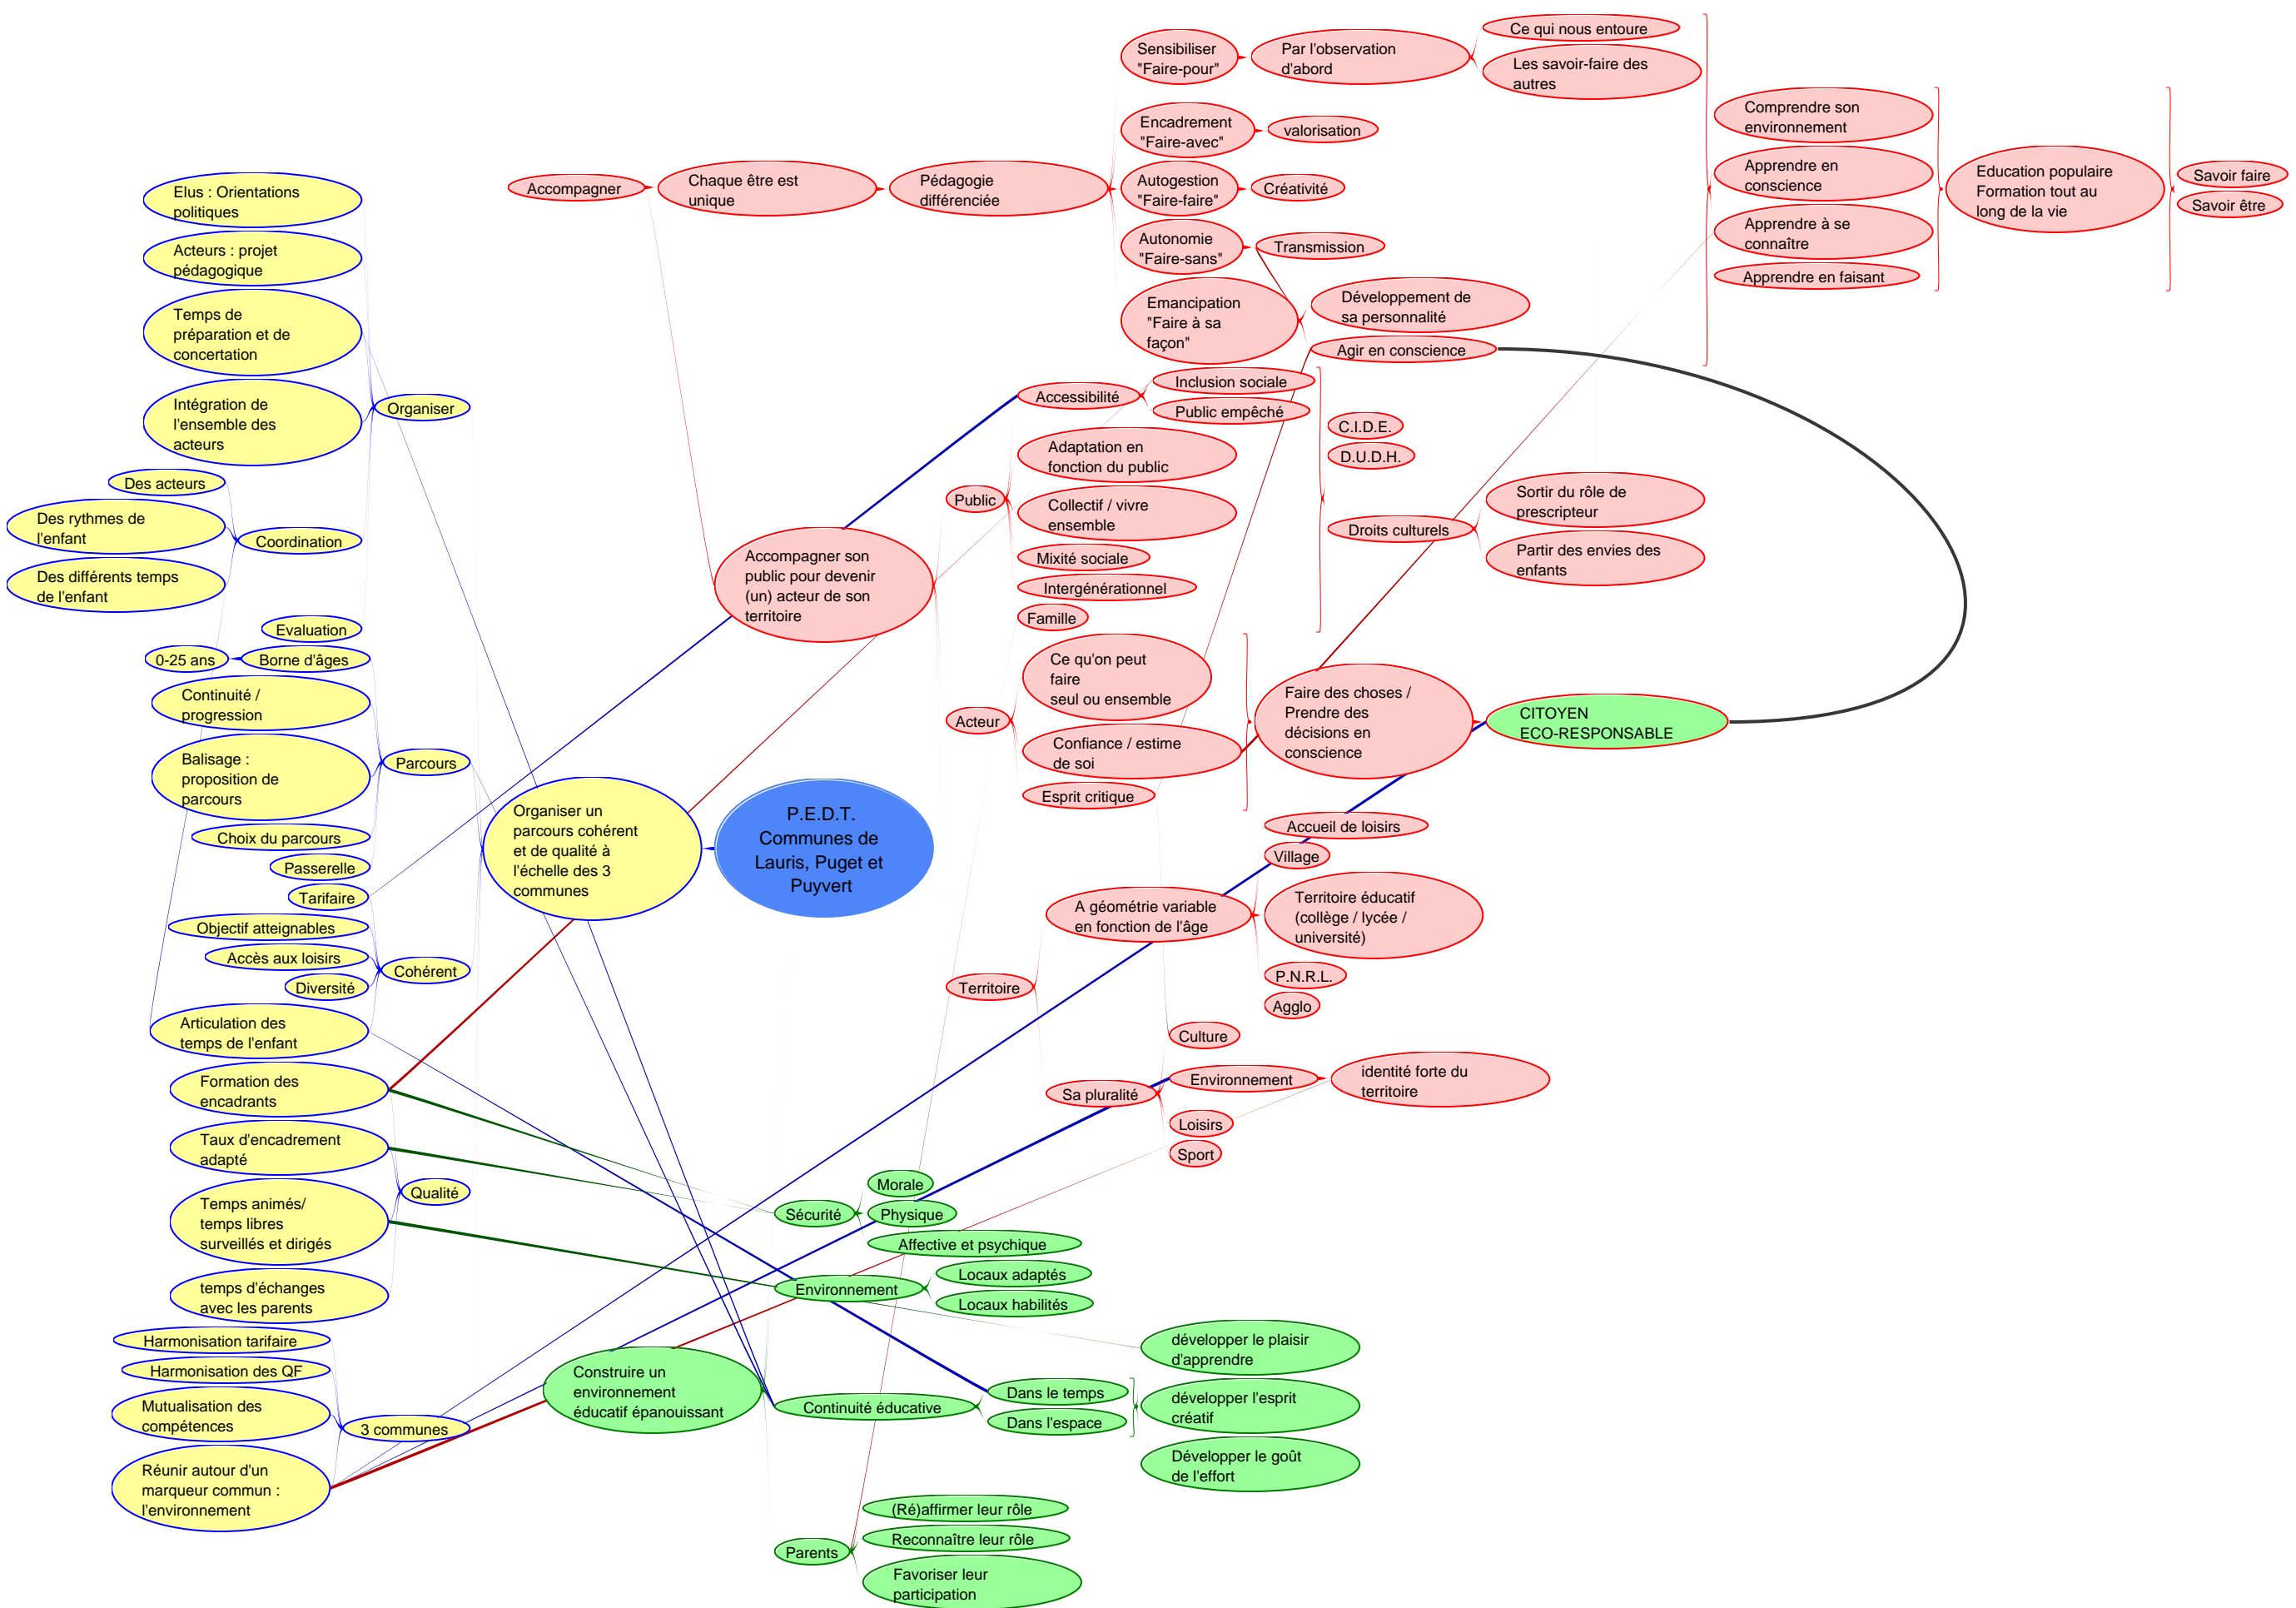 P.E.D.T.
Communes de
Lauris, Puget et
Puyvert
Organiser un
parcours cohérent
et de qualité à
l'échelle des 3
communes
Organiser
Elus : Orientations
politiques
Acteurs : projet
pédagogique
Temps de
préparation et de
concertation
Intégration de
l'ensemble des
acteurs
Coordination
Des acteurs
Des rythmes de
l'enfant
Des différents temps
de l'enfant
Evaluation
Parcours
Borne d'âges
0-25 ans
Continuité /
progression
Balisage :
proposition de
parcours
Choix du parcours
Passerelle
Cohérent
Tarifaire
Objectif atteignables
Accès aux loisirs
Diversité
Articulation des
temps de l'enfant
Qualité
Formation des
encadrants
Taux d'encadrement
adapté
Temps animés/
temps libres
surveillés et dirigés
temps d'échanges
avec les parents
3 communes
Harmonisation tarifaire
Harmonisation des QF
Mutualisation des
compétences
Réunir autour d'un
marqueur commun :
l'environnement
Accompagner son
public pour devenir
(un) acteur de son
territoire
Accompagner
Chaque être est
unique
Pédagogie
différenciée
Sensibiliser
"Faire-pour"
Par l'observation
d'abord
Ce qui nous entoure
Les savoir-faire des
autres
Encadrement
"Faire-avec"
valorisation
Autogestion
"Faire-faire"
Créativité
Autonomie
"Faire-sans"
Transmission
Emancipation
"Faire à sa
façon"
Développement de
sa personnalité
Agir en conscience
Comprendre son
environnement
Apprendre en
conscience
Apprendre à se
connaître
Apprendre en faisant
Education populaire
Formation tout au
long de la vie
Savoir faire
Savoir être
Public
Accessibilité
Inclusion sociale
Public empêché
Adaptation en
fonction du public
Collectif / vivre
ensemble
Mixité sociale
Intergénérationnel
Famille
C.I.D.E.
D.U.D.H.
Droits culturels
Sortir du rôle de
prescripteur
Partir des envies des
enfants
Acteur
Ce qu'on peut
faire
seul ou ensemble
Confiance / estime
de soi
Esprit critique
Faire des choses /
Prendre des
décisions en
conscience
CITOYEN
ECO-RESPONSABLE
Territoire
A géométrie variable
en fonction de l'âge
Accueil de loisirs
Village
Territoire éducatif
(collège / lycée /
université)
P.N.R.L.
Agglo
Sa pluralité
Culture
Environnement
identité forte du
territoire
Loisirs
Sport
Construire un
environnement
éducatif épanouissant
Sécurité
Morale
Physique
Affective et psychique
Environnement
Locaux adaptés
Locaux habilités
Continuité éducative
Dans le temps
Dans l'espace
développer le plaisir
d'apprendre
développer l'esprit
créatif
Développer le goût
de l'effort
Parents
(Ré)affirmer leur rôle
Reconnaître leur rôle
Favoriser leur
participation